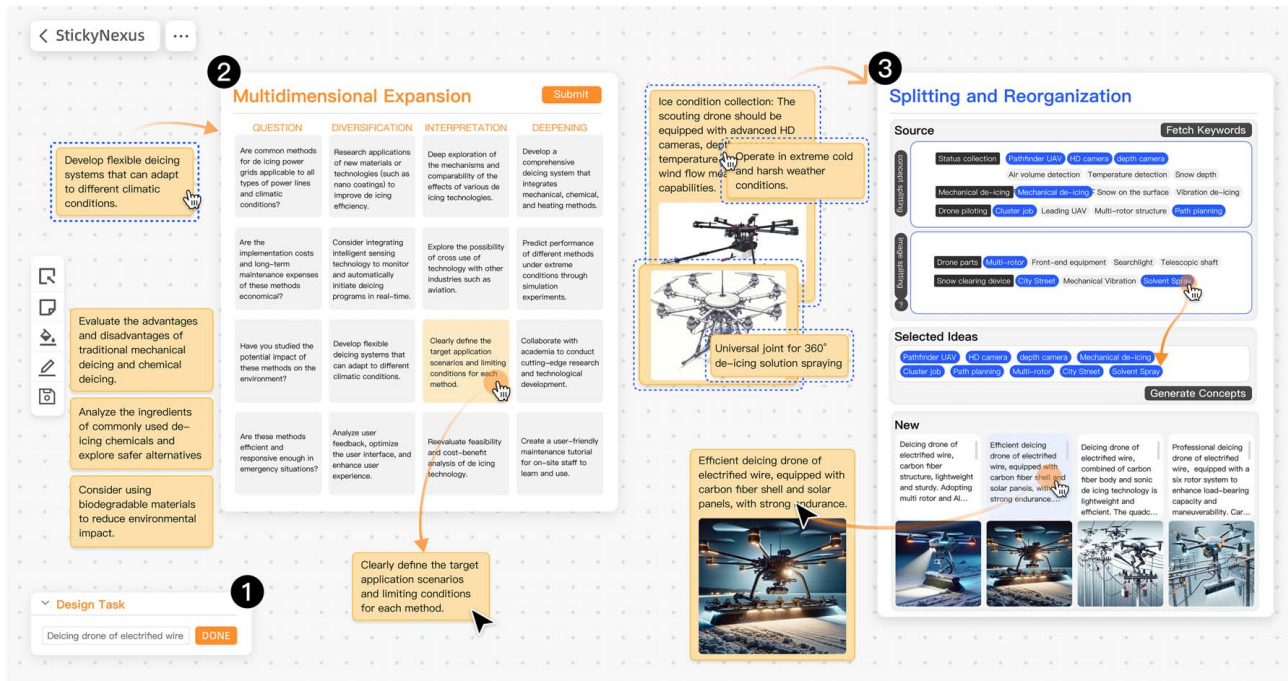 StickyNexus
...
Develop flexible deicing
systems that can adapt
to different climatic
conditions.
Evaluate the advantages
and disadvantages of
traditional mechanical
deicing and chemical
deicing.
Analyze the ingredients
of commonly used de-
icing chemicals and
explore safer alternatives
Consider using
biodegradable materials
to reduce environmental
impact.
1
Design Task
Deicing drone of electrified wire
DONE
2
Multidimensional Expansion
Submit
QUESTION DIVERSIFICATION INTERPRETATION DEEPENING
Are common methods
for de icing power
grids applicable to all
types of power lines
and climatic
conditions?
Research applications
of new materials or
technologies (such as
nano coatings) to
improve de icing
efficiency.
Deep exploration of
the mechanisms and
comparability of the
effects of various de
icing technologies.
Develop a
comprehensive
deicing system that
integrates
mechanical, chemical,
and heating methods.
Are the
implementation costs
and long-term
maintenance expenses
of these methods
economical?
Consider integrating
intelligent sensing
technology to monitor
and automatically
initiate deicing
programs in real-time.
Explore the possibility
of cross use of
technology with other
industries such as
aviation.
Predict performance
of different methods
under extreme
conditions through
simulation
experiments.
Have you studied the
potential impact of
these methods on the
environment?
Develop flexible
deicing systems that
can adapt to different
climatic conditions.
Clearly define the
target application
scenarios and limiting
conditions for each
method.
Collaborate with
academia to conduct
cutting-edge research
and technological
development.
Are these methods
efficient and
responsive enough in
emergency situations?
Analyze user
feedback, optimize
the user interface, and
enhance user
experience.
Reevaluate feasibility
and cost-benefit
analysis of de icing
technology.
Create a user-friendly
maintenance tutorial
for on-site staff to
learn and use.
Clearly define the target
application scenarios
and limiting conditions
for each method.
Ice condition collection: The
scouting drone should be
equipped with advanced HD
cameras,
temperature
wind flow
capabilities.
Operate in extreme cold
and harsh weather
conditions.
Universal joint for 360°
de-icing solution spraying
Efficient deicing drone of
electrified wire, equipped with
carbon fiber shell and solar
panels, with strong endurance.
3
Splitting and Reorganization
Source
Fetch Keywords
concept splitting
Status collection Pathfinder UAV HD camera depth camera
Air volume detection Temperature detection Snow depth
Mechanical de-icing Mechanical de-icing Snow on the surface Vibration de-icing
Drone piloting Cluster job Leading UAV Multi-rotor structure Path planning
image splitting
?
Drone parts Multi-rotor Front-end equipment Searchlight Telescopic shaft
Snow clearing device City Street Mechanical Vibration Solvent Spray
Selected Ideas
Pathfinder UAV HD camera depth camera Mechanical de-icing
Cluster job Path planning Multi-rotor City Street Solvent Spray
Generate Concepts
New
Deicing drone of
electrified wire,
carbon fiber
structure, lightweight
and sturdy. Adopting
multi rotor and AI...
Efficient deicing
drone of electrified
wire, equipped with
carbon fiber shell and
solar panels, with
strong endurance....
Deicing drone of
electrified wire,
combined of carbon
fiber body and sonic
de icing technology is
lightweight and
efficient. The quadc...
Professional deicing
drone of electrified
wire, equipped with a
six rotor system to
enhance load-bearing
capacity and
maneuverability. Car...